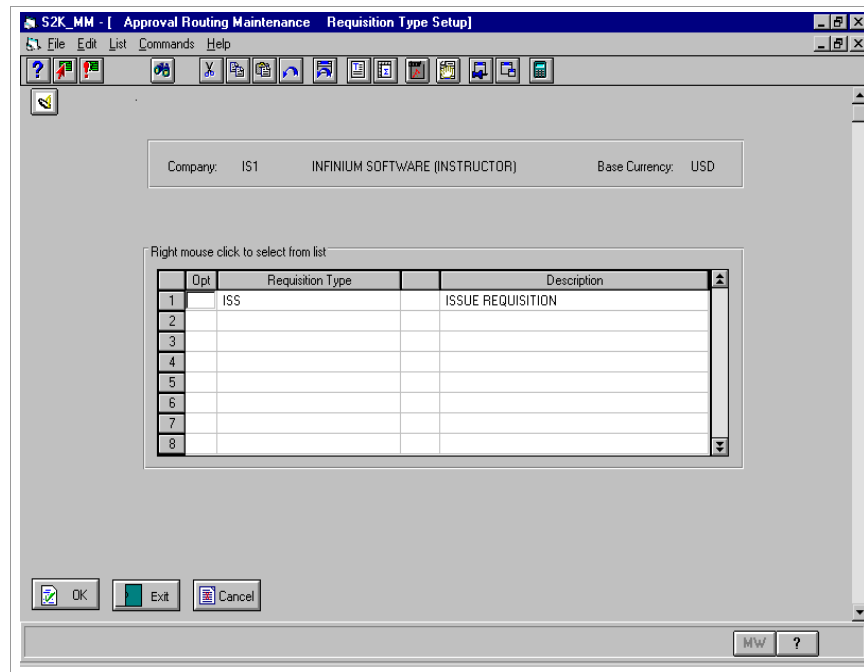 S2K_MM - [ Approval Routing Maintenance Requisition Type Setup]
File Edit List Commands Help
Company: IS1 INFINIUM SOFTWARE (INSTRUCTOR) Base Currency: USD
Right mouse click to select from list
Opt Requisition Type Description
1 ISS ISSUE REQUISITION
2
3
4
5
6
7
8
OK Exit Cancel
MW ?